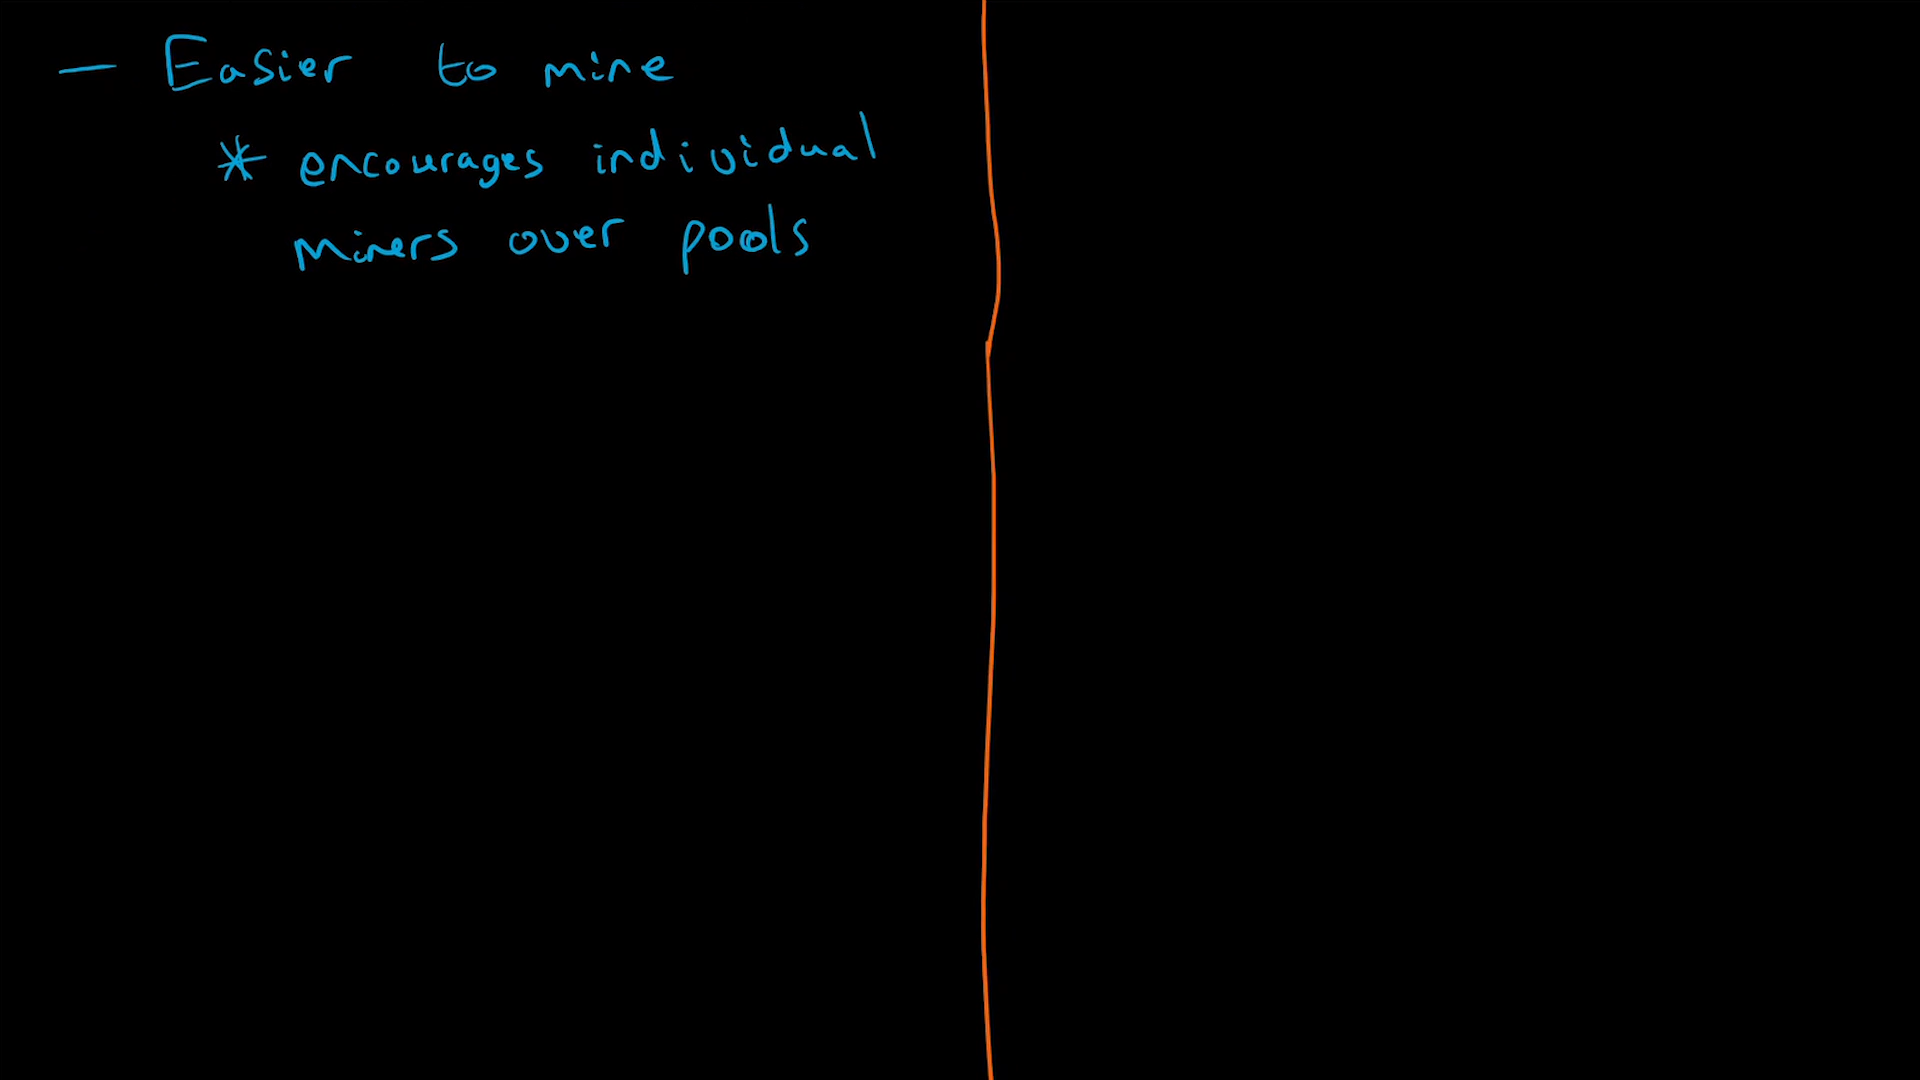 — Easier to mine
* encourages individual
miners over pools